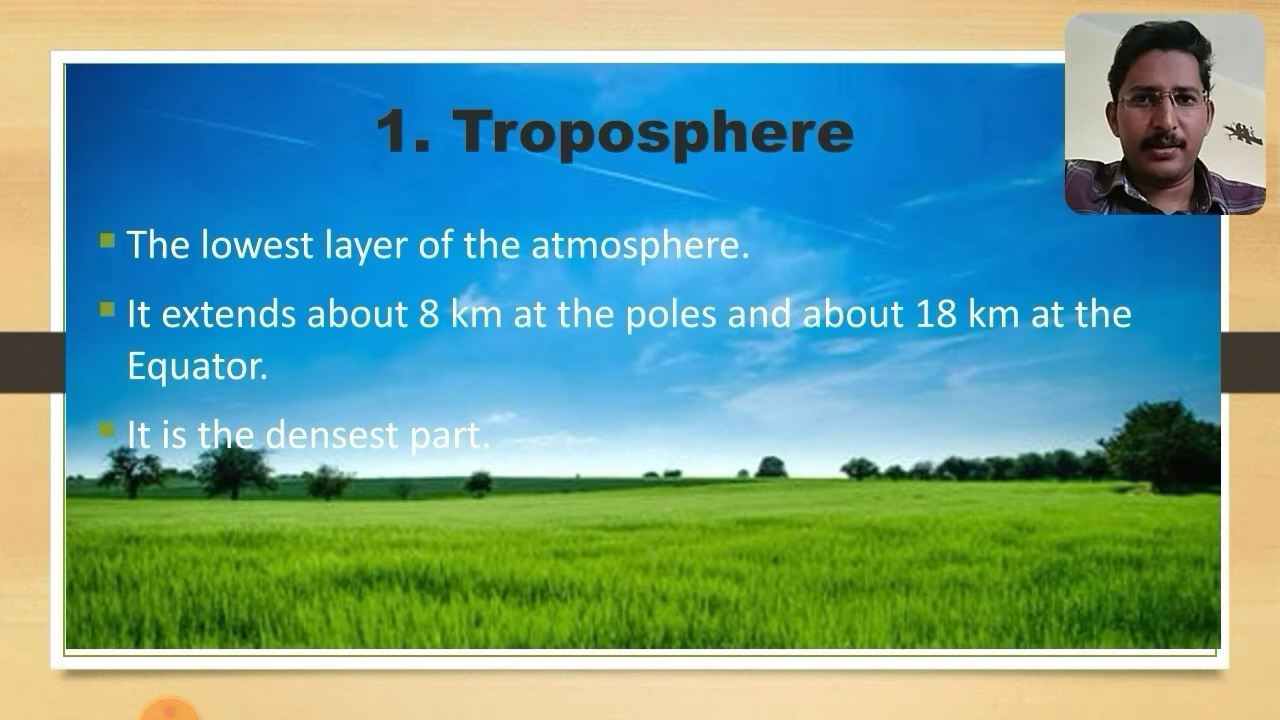 1. Troposphere
The lowest layer of the atmosphere.
It extends about 8 km at the poles and about 18 km at the
Equator.
It is the densest part.